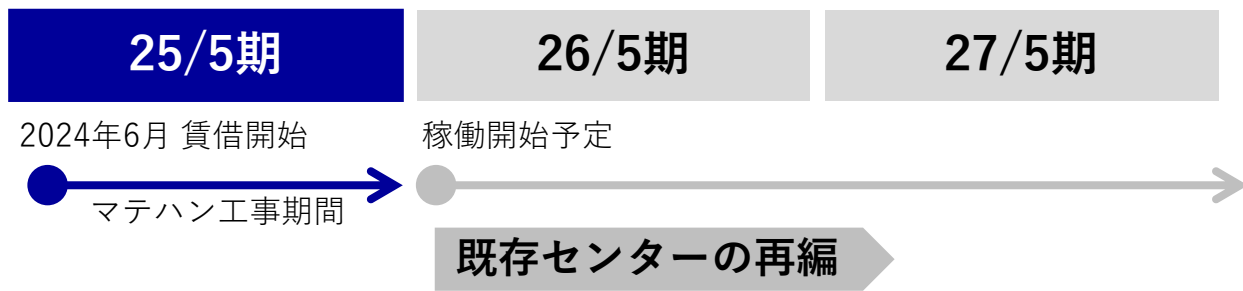 25/5期
26/5期
27/5期
2024年6月 賃借開始
稼働開始予定
マテハン工事期間
既存センターの再編